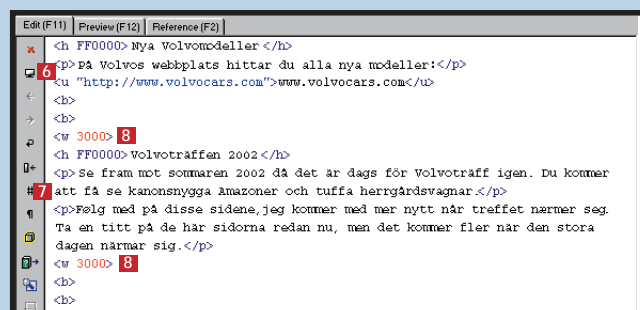 Edit (F11) Preview (F12) Reference (F2)
<h FF0000> Nya Volvomodeller </h>
6 <p>På Volvos webbplats hittar du alla nya modeller:</p>
<u "http://www.volvocars.com">www.volvocars.com</u>
<b>
<b>
<w 3000> 8
<h FF0000> Volvoträffen 2002 </h>
<p> Se fram mot sommaren 2002 då det är dags för Volvoträff igen. Du kommer
7 att få se kanonsnygga Amazoner och tuffa herrgårdsvagnar.</p>
<p>Følg med på disse sidene,jeg kommer med mer nytt når treffet nærmer seg.
Ta en titt på de här sidorna redan nu, men det kommer fler när den stora
dagen närmar sig.</p>
<w 3000> 8
<b>
<b>